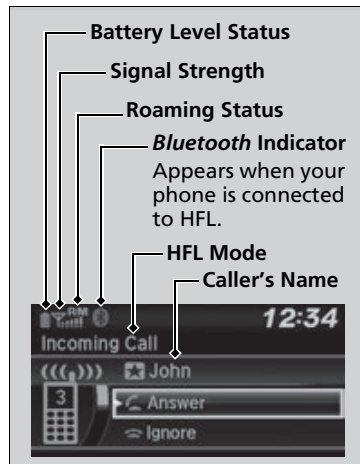 Battery Level Status
Signal Strength
Roaming Status
Bluetooth Indicator
Appears when your
phone is connected
to HFL.
HFL Mode
Caller's Name
RM
12:34
Incoming Call
John
3
Answer
Ignore